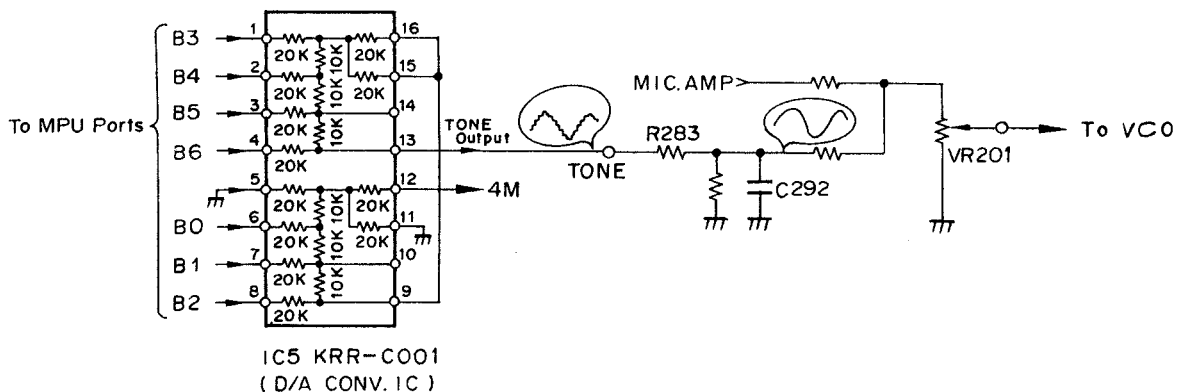 To MPU Ports
B3
B4
B5
B6
B0
B1
B2
1
2
3
4
5
6
7
8
20K
20K
20K
20K
20K
20K
20K
20K
10K
10K
10K
10K
10K
10K
20K
20K
20K
20K
16
15
14
13
12
11
10
9
TONE
Output
4M
TONE
R283
MIC. AMP
C292
VR201
To VCO
IC5 KRR-C001
(D/A CONV. IC)